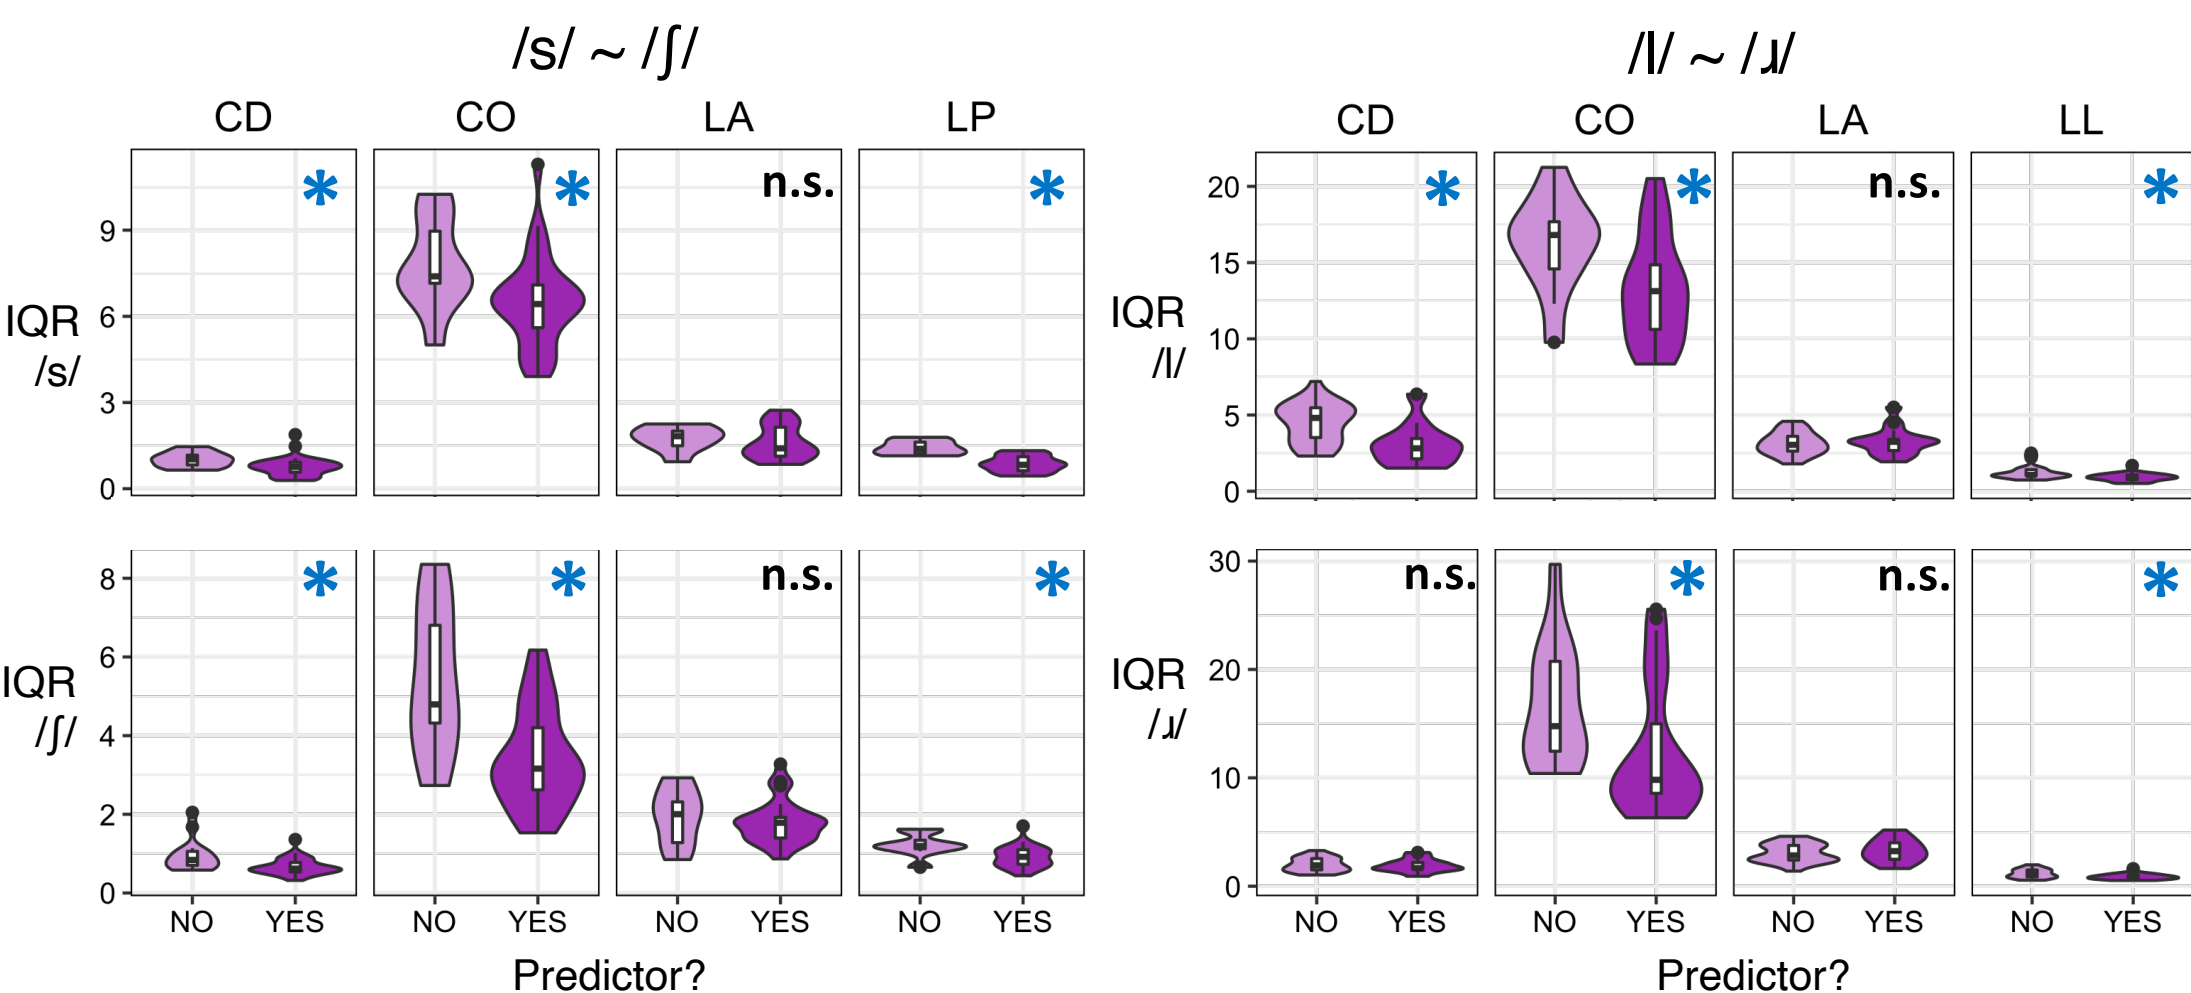 /s/ ~ /ʃ/
CD CO LA LP
* * n.s. *
9
6
3
0
IQR
/s/
* * n.s. *
8
6
4
2
0
IQR
/ʃ/
NO YES NO YES NO YES NO YES
Predictor?
/l/ ~ /ɹ/
CD CO LA LL
* * n.s. *
20
15
10
5
0
IQR
/l/
n.s. * n.s. *
30
20
10
0
IQR
/ɹ/
NO YES NO YES NO YES NO YES
Predictor?